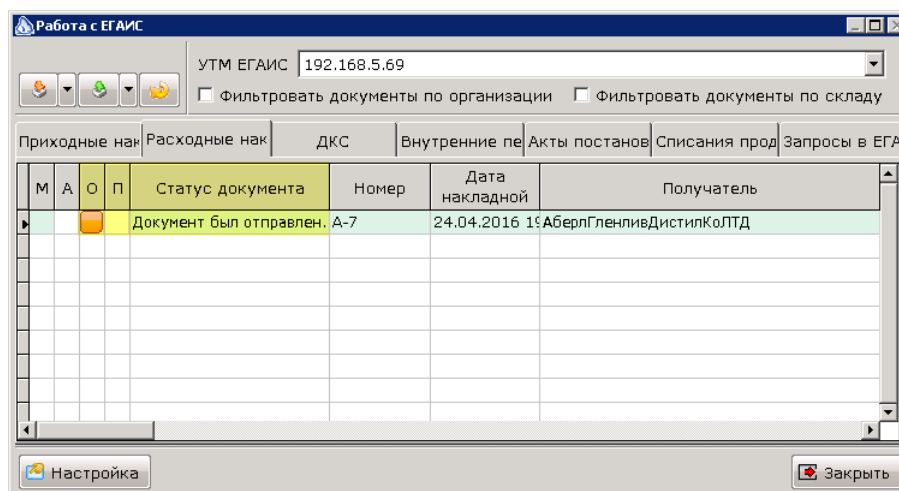 Работа с ЕГАИС
УТМ ЕГАИС 192.168.5.69
Фильтровать документы по организации Фильтровать документы по складу
Приходные нак Расходные нак ДКС Внутренние пе Акты постанов Списания прод Запросы в ЕГА
М А О П Статус документа Номер Дата накладной Получатель
Документ был отправлен. А-7 24.04.2016 19 АберлГленливДистилКоЛТД
Настройка Закрыть